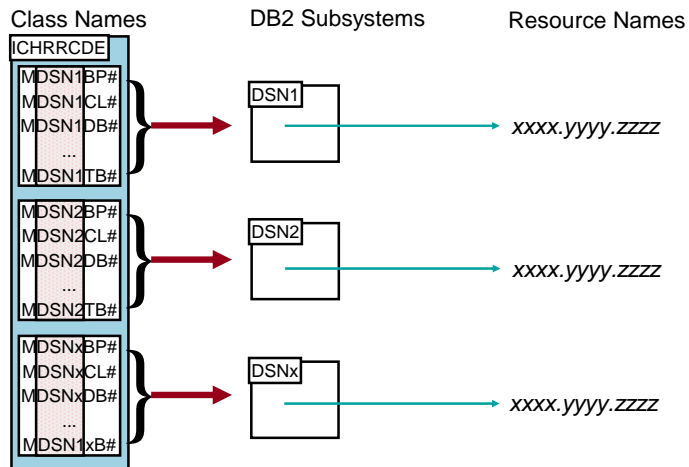 Class Names DB2 Subsystems Resource Names
ICHRRCDE
MDSN1BP#
MDSN1CL#
MDSN1DB#
...
MDSN1TB#
DSN1
xxxx.yyyy.zzzz
MDSN2BP#
MDSN2CL#
MDSN2DB#
...
MDSN2TB#
DSN2
xxxx.yyyy.zzzz
MDSNxBP#
MDSNxCL#
MDSNxDB#
...
MDSN1xB#
DSNx
xxxx.yyyy.zzzz